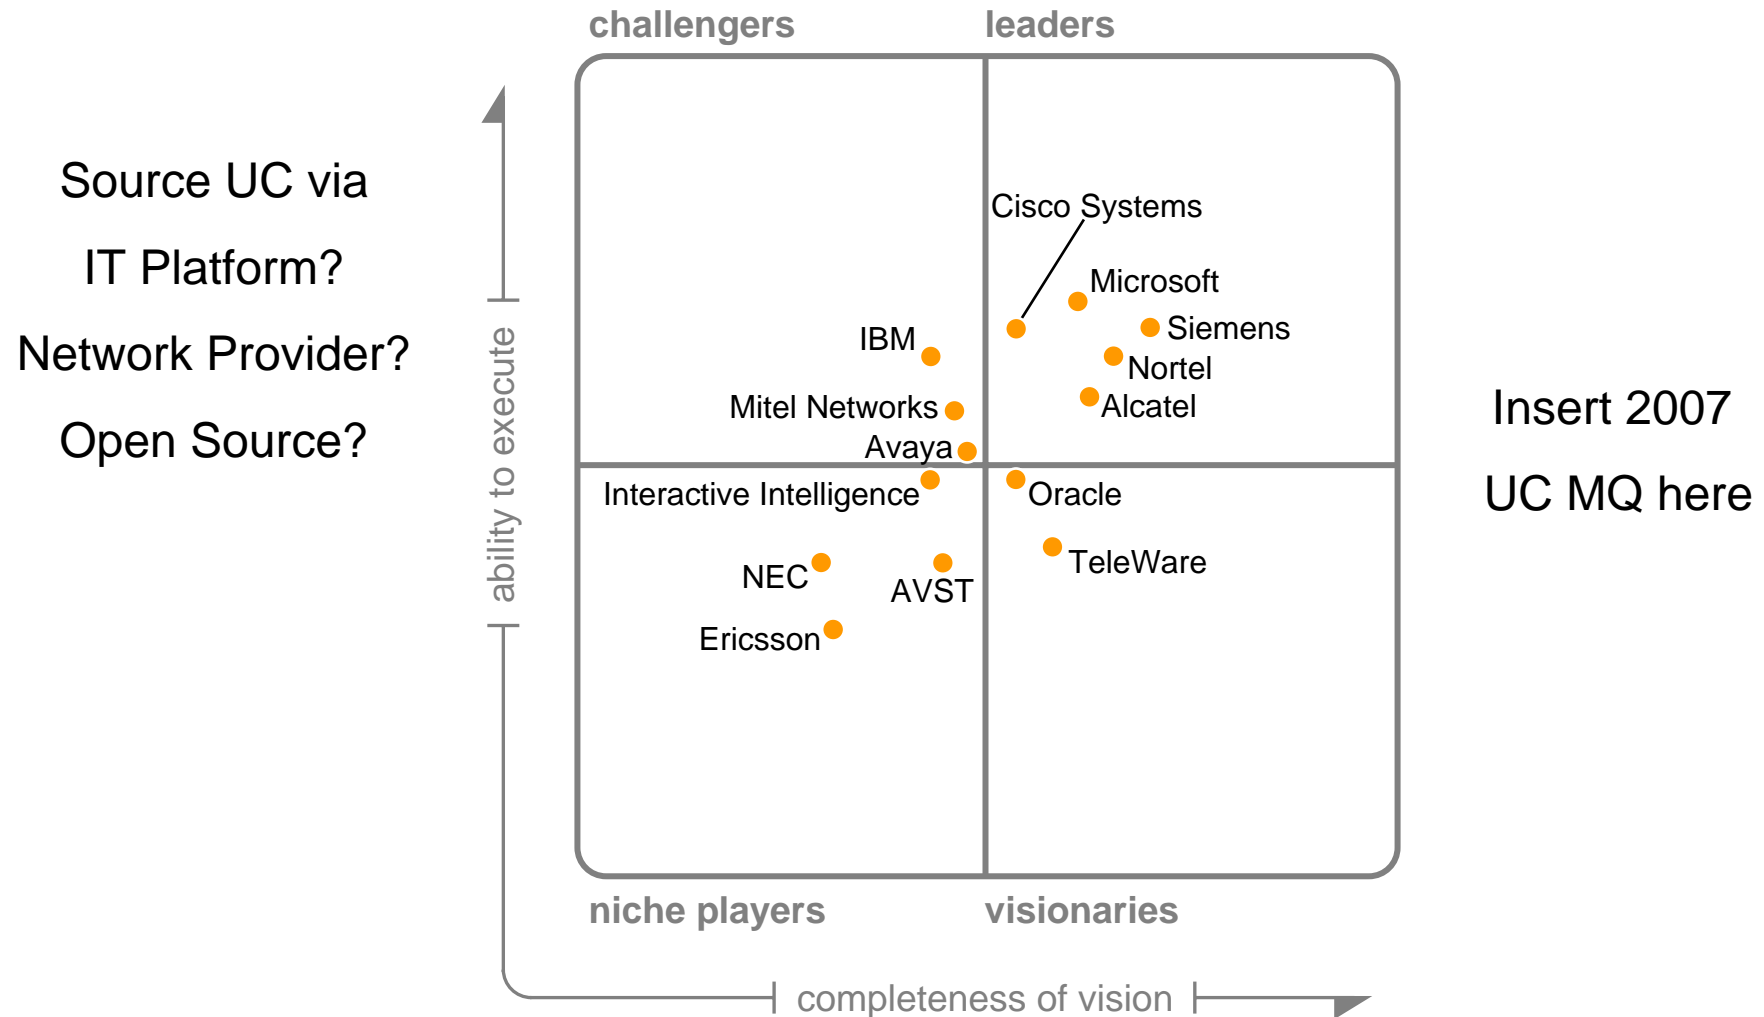 challengers
leaders
Source UC via
IT Platform?
Network Provider?
Open Source?
ability to execute
Cisco Systems
Microsoft
Siemens
IBM
Nortel
Mitel Networks
Alcatel
Avaya
Interactive Intelligence
Oracle
NEC
AVST
TeleWare
Ericsson
Insert 2007
UC MQ here
niche players
visionaries
completeness of vision